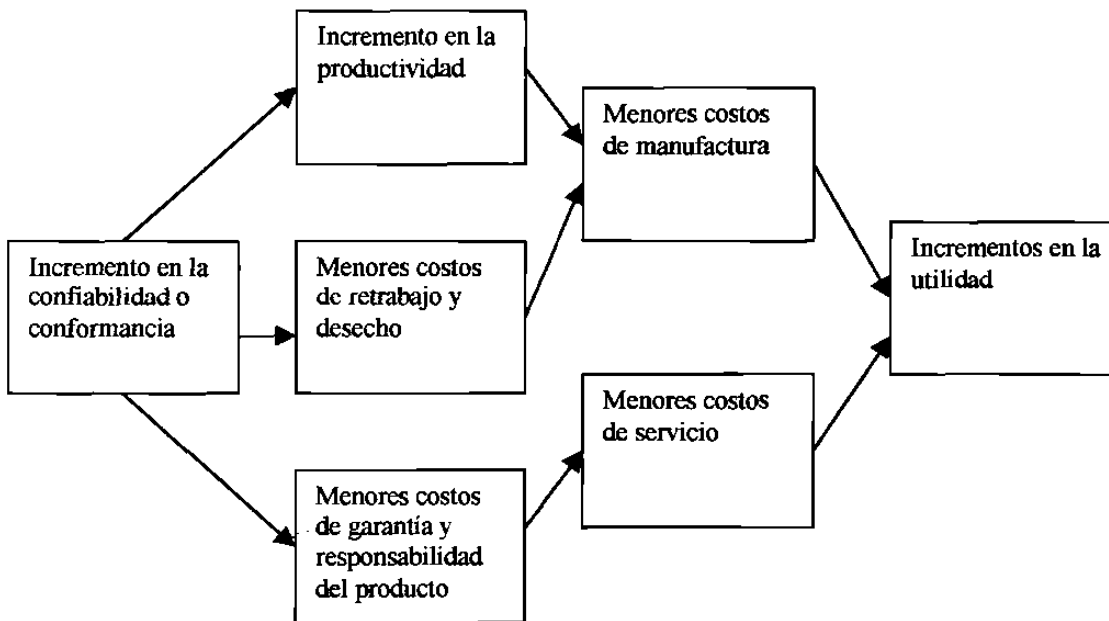 Incremento en la
productividad
Menores costos
de manufactura
Incremento en la
confiabilidad o
conformancia
Menores costos
de retrabajo y
desecho
Incrementos en la
utilidad
Menores costos
de servicio
Menores costos
de garantía y
responsabilidad
del producto